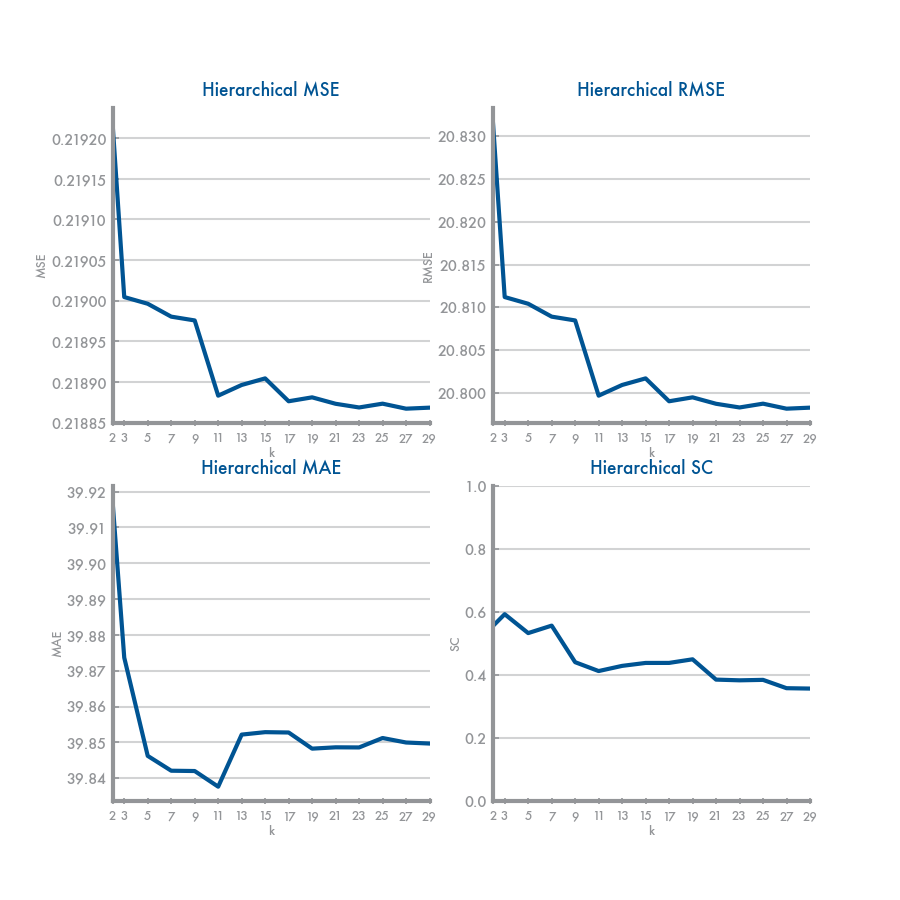 Hierarchical MSE
MSE
0.21920
0.21915
0.21910
0.21905
0.21900
0.21895
0.21890
0.21885
2 3 5 7 9 11 13 15 17 19 21 23 25 27 29
k
Hierarchical RMSE
RMSE
20.830
20.825
20.820
20.815
20.810
20.805
20.800
2 3 5 7 9 11 13 15 17 19 21 23 25 27 29
k
Hierarchical MAE
MAE
39.92
39.91
39.90
39.89
39.88
39.87
39.86
39.85
39.84
2 3 5 7 9 11 13 15 17 19 21 23 25 27 29
k
Hierarchical SC
SC
1.0
0.8
0.6
0.4
0.2
0.0
2 3 5 7 9 11 13 15 17 19 21 23 25 27 29
k